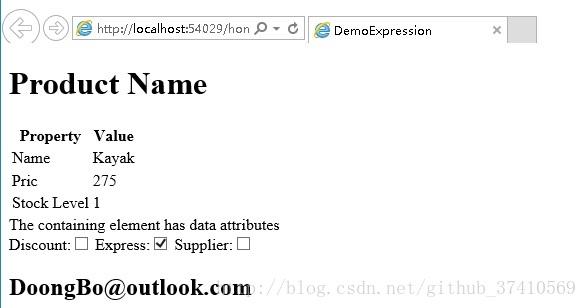 http://localhost:54029/hon
DemoExpression
Product Name
Property Value
Name Kayak
Pric 275
Stock Level 1
The containing element has data attributes
Discount: Express: Supplier:
DoongBo@outlook.com
http://blog.csdn.net/github_37410569